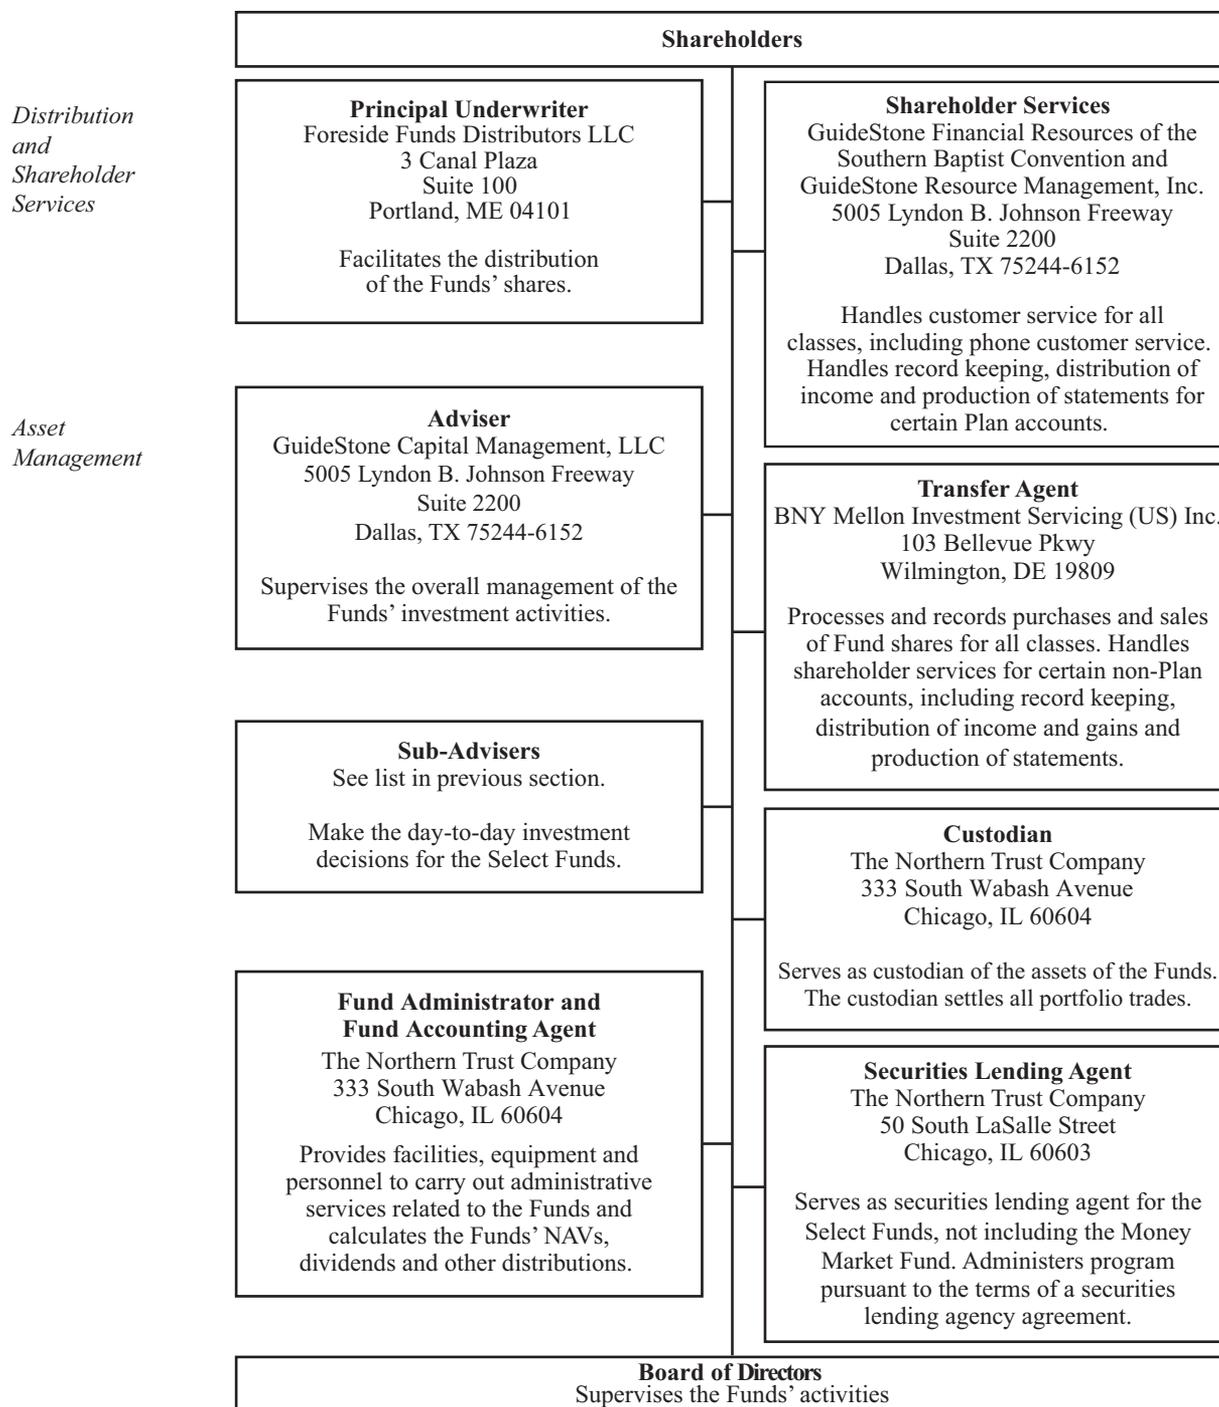 Shareholders
Distribution
and
Shareholder
Services
Principal Underwriter
Foreside Funds Distributors LLC
3 Canal Plaza
Suite 100
Portland, ME 04101
Facilitates the distribution
of the Funds’ shares.
Shareholder Services
GuideStone Financial Resources of the
Southern Baptist Convention and
GuideStone Resource Management, Inc.
5005 Lyndon B. Johnson Freeway
Suite 2200
Dallas, TX 75244-6152
Handles customer service for all
classes, including phone customer service.
Handles record keeping, distribution of
income and production of statements for
certain Plan accounts.
Asset
Management
Adviser
GuideStone Capital Management, LLC
5005 Lyndon B. Johnson Freeway
Suite 2200
Dallas, TX 75244-6152
Supervises the overall management of the
Funds’ investment activities.
Transfer Agent
BNY Mellon Investment Servicing (US) Inc.
103 Bellevue Pkwy
Wilmington, DE 19809
Processes and records purchases and sales
of Fund shares for all classes. Handles
shareholder services for certain non-Plan
accounts, including record keeping,
distribution of income and gains and
production of statements.
Sub-Advisers
See list in previous section.
Make the day-to-day investment
decisions for the Select Funds.
Custodian
The Northern Trust Company
333 South Wabash Avenue
Chicago, IL 60604
Serves as custodian of the assets of the Funds.
The custodian settles all portfolio trades.
Fund Administrator and
Fund Accounting Agent
The Northern Trust Company
333 South Wabash Avenue
Chicago, IL 60604
Provides facilities, equipment and
personnel to carry out administrative
services related to the Funds and
calculates the Funds’ NAVs,
dividends and other distributions.
Securities Lending Agent
The Northern Trust Company
50 South LaSalle Street
Chicago, IL 60603
Serves as securities lending agent for the
Select Funds, not including the Money
Market Fund. Administers program
pursuant to the terms of a securities
lending agency agreement.
Board of Directors
Supervises the Funds’ activities